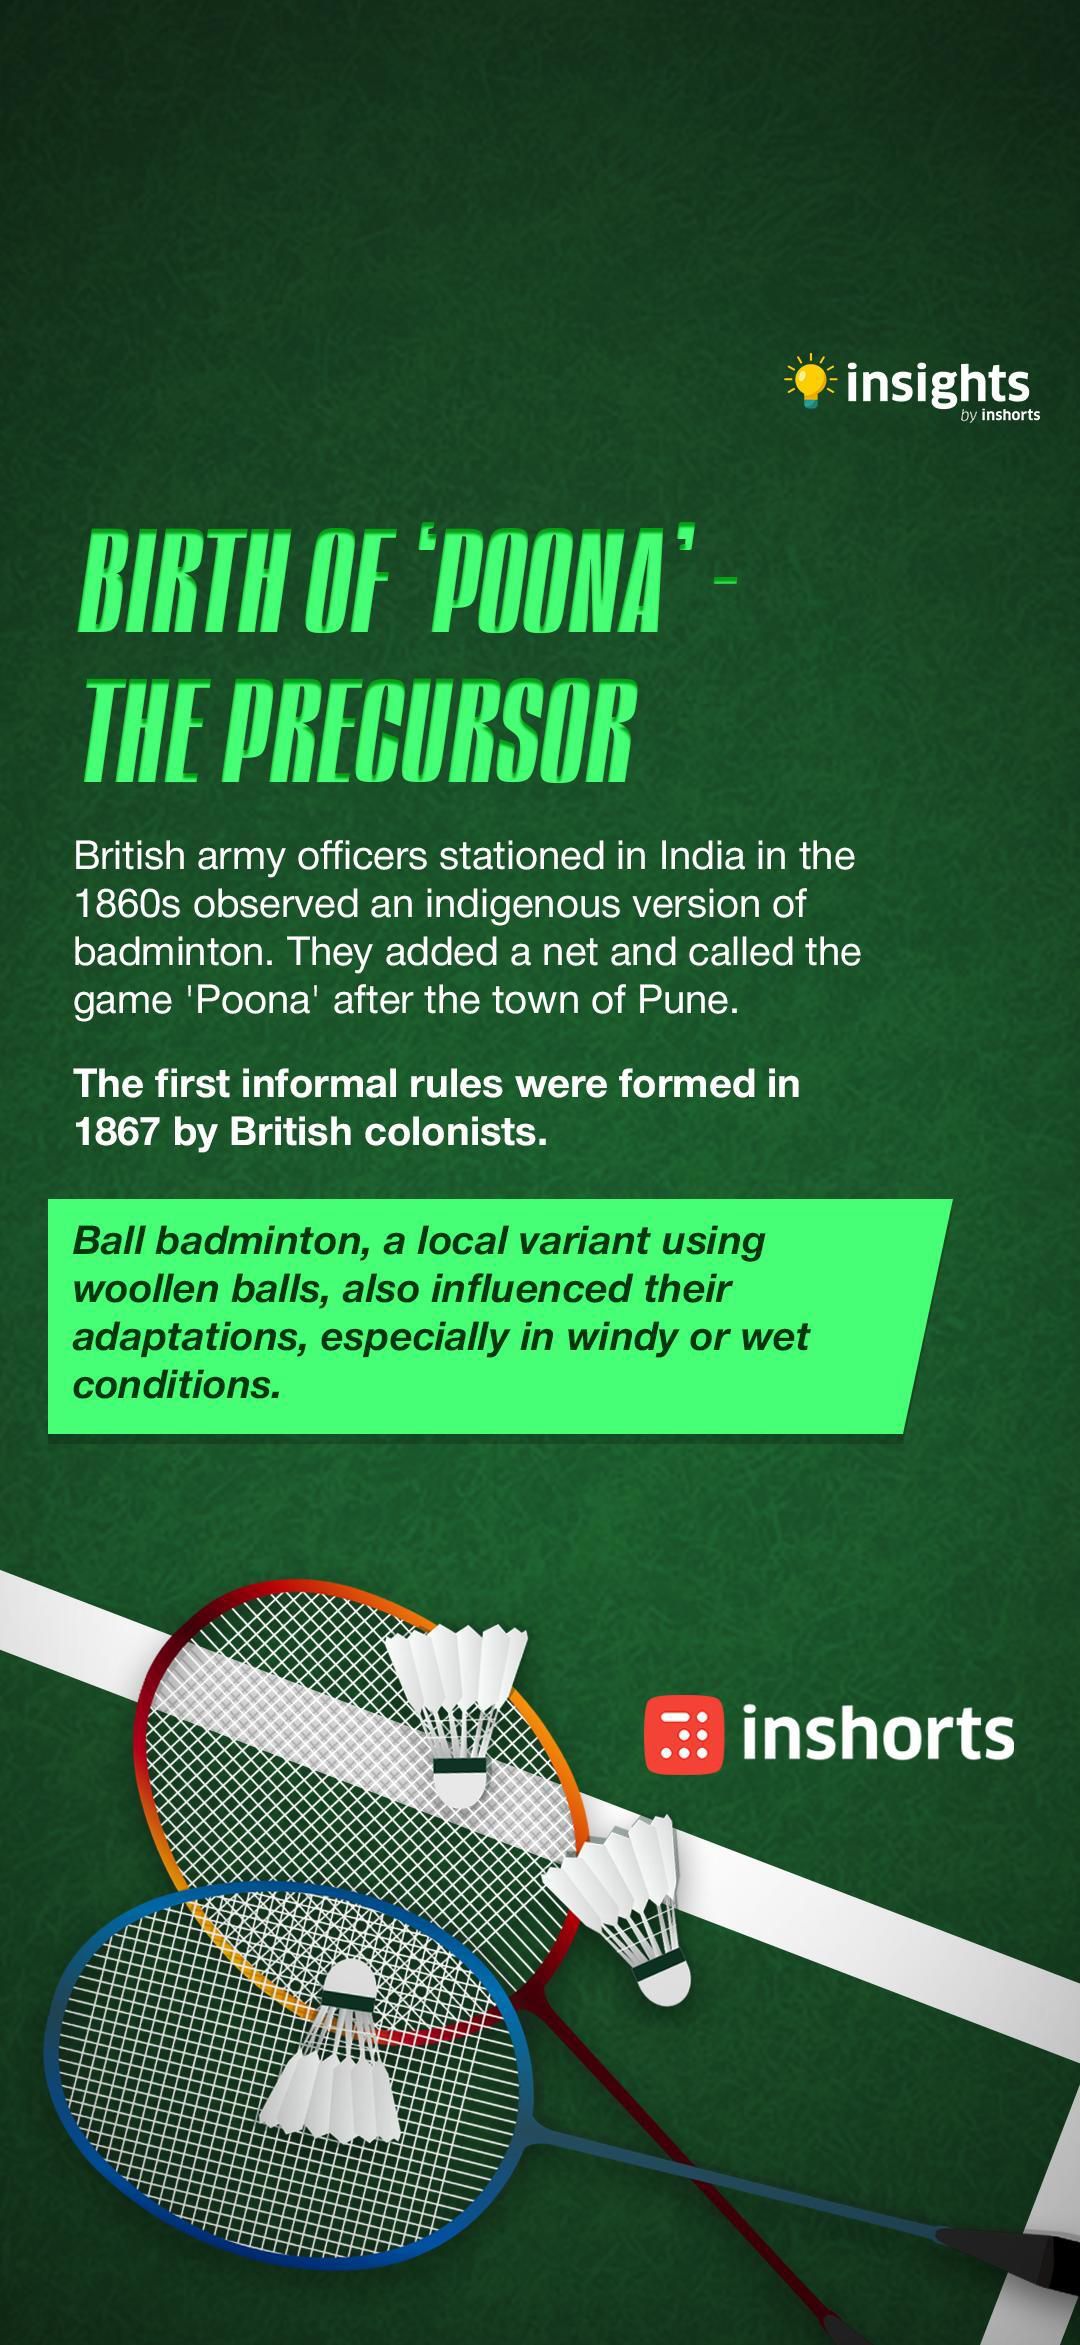 insights
by inshorts
BIRTH OF ‘POONA’ -
THE PRECURSOR
British army officers stationed in India in the
1860s observed an indigenous version of
badminton. They added a net and called the
game 'Poona' after the town of Pune.
The first informal rules were formed in
1867 by British colonists.
Ball badminton, a local variant using
woollen balls, also influenced their
adaptations, especially in windy or wet
conditions.
inshorts